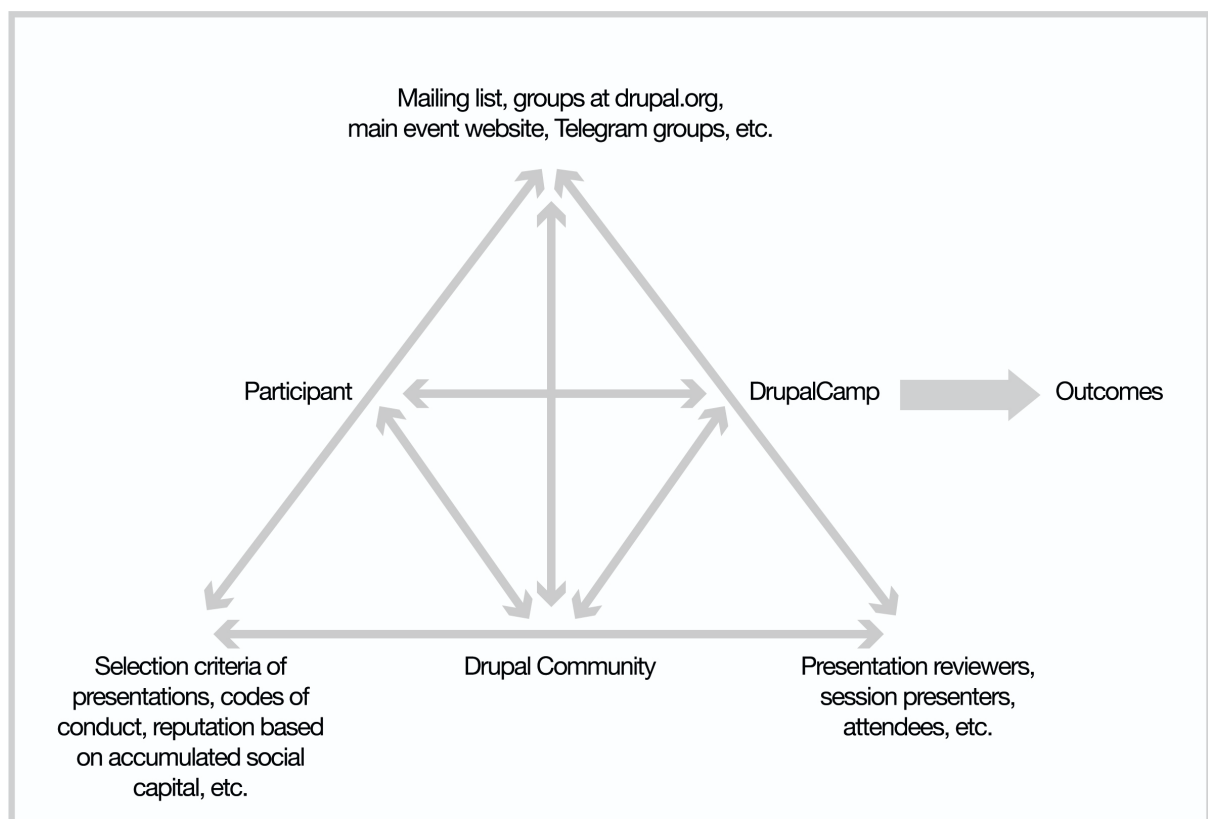 Mailing list, groups at drupal.org,
main event website, Telegram groups, etc.
Participant
DrupalCamp
Outcomes
Selection criteria of
presentations, codes of
conduct, reputation based
on accumulated social
capital, etc.
Drupal Community
Presentation reviewers,
session presenters,
attendees, etc.